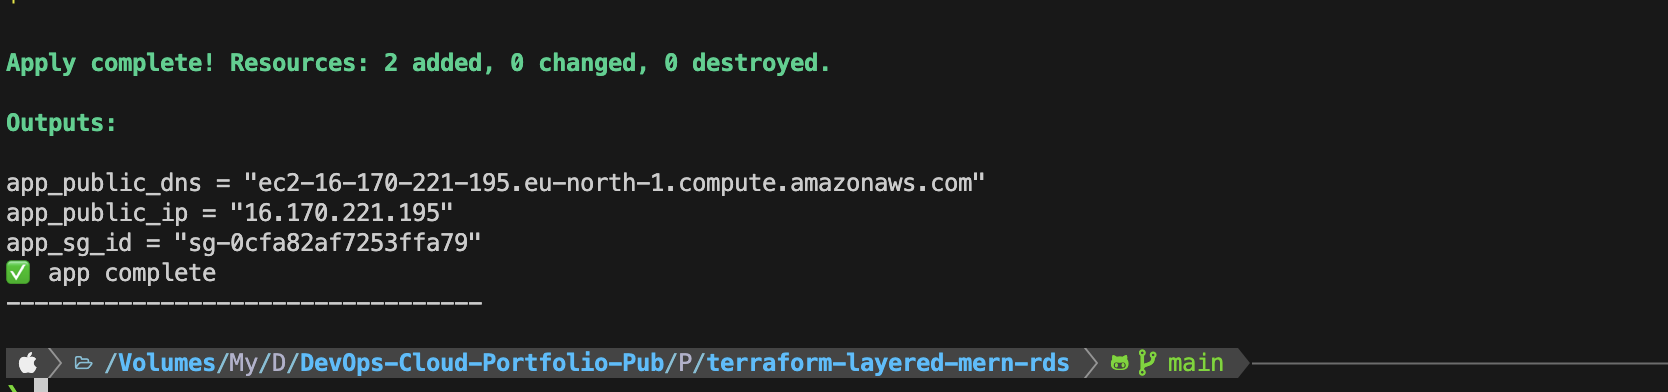 Apply complete! Resources: 2 added, 0 changed, 0 destroyed.
Outputs:
app_public_dns = "ec2-16-170-221-195.eu-north-1.compute.amazonaws.com"
app_public_ip = "16.170.221.195"
app_sg_id = "sg-0cfa82af7253ffa79"
✅ app complete
----------------------------------
/Volumes/My/D/DevOps-Cloud-Portfolio-Pub/P/terraform-layered-mern-rds main